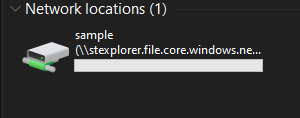 Network locations (1)
sample
(\\stexplorer.file.core.windows.ne...